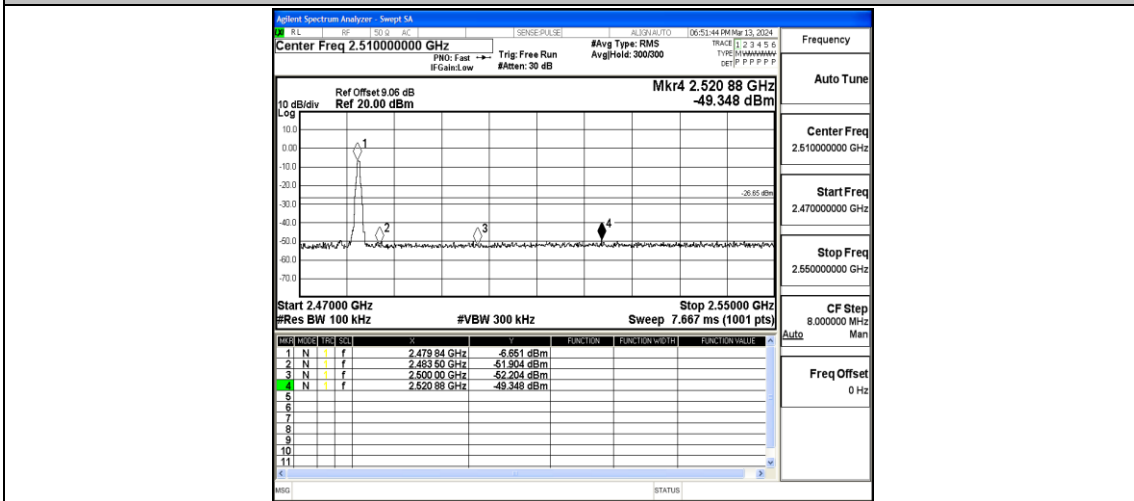 Agilent Spectrum Analyzer - Swept SA
RL RF 50 Ω AC SENSE:PULSE ALIGN AUTO 06:51:44 PM Mar 13, 2024
Center Freq 2.510000000 GHz
PNO: Fast
IFGain:Low
Trig: Free Run
#Atten: 30 dB
#Avg Type: RMS
Avg|Hold: 300/300
TRACE 1 2 3 4 5 6
TYPE M WWWWW
DET P P P P P P
Mkr4 2.520 88 GHz
-49.348 dBm
Ref Offset 9.06 dB
10 dB/div Ref 20.00 dBm
Log
10.0
0.00
-10.0
-20.0
-30.0
-40.0
-50.0
-60.0
-70.0
1
2
3
4
-26.85 dBm
Start 2.47000 GHz Stop 2.55000 GHz
#Res BW 100 kHz #VBW 300 kHz Sweep 7.667 ms (1001 pts)
MKR MODE TRC SCL X Y FUNCTION FUNCTION WIDTH FUNCTION VALUE
1 N 1 f 2.479 84 GHz -6.651 dBm
2 N 1 f 2.483 50 GHz -51.904 dBm
3 N 1 f 2.500 00 GHz -52.204 dBm
4 N 1 f 2.520 88 GHz -49.348 dBm
5
6
7
8
9
10
11
MSG STATUS
Frequency
Auto Tune
Center Freq
2.510000000 GHz
Start Freq
2.470000000 GHz
Stop Freq
2.550000000 GHz
CF Step
8.000000 MHz
Auto Man
Freq Offset
0 Hz